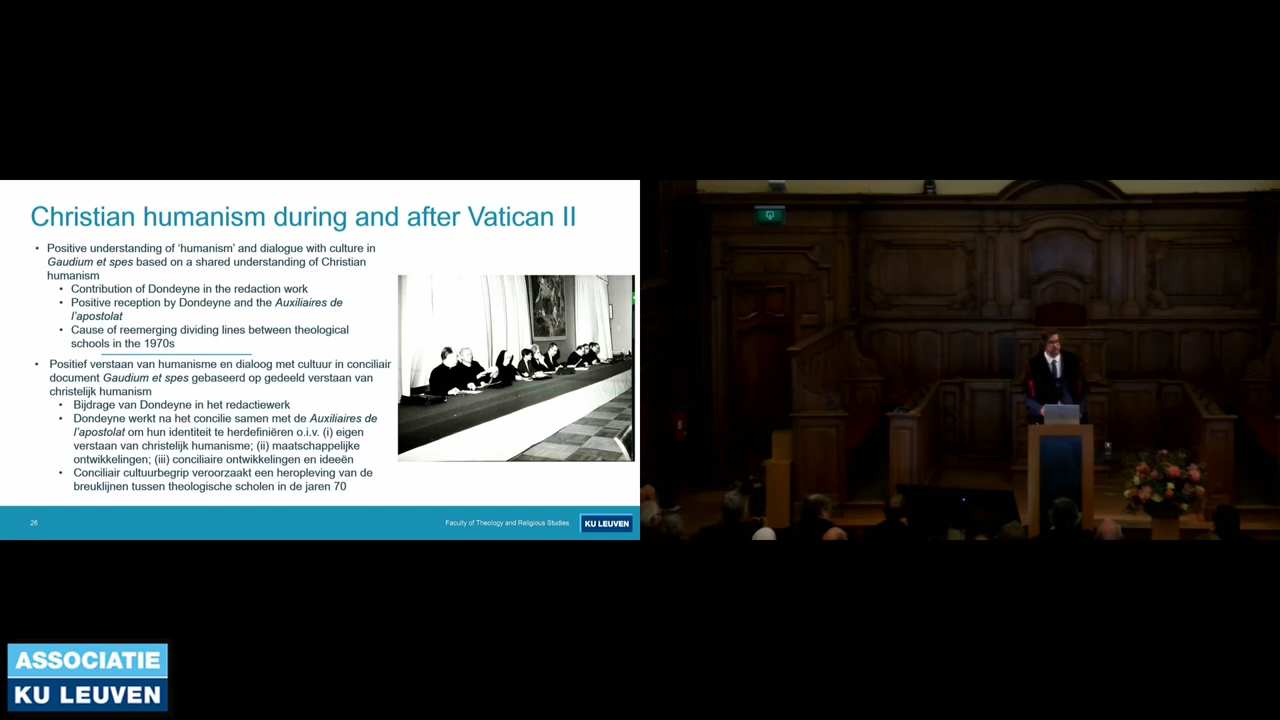 Christian humanism during and after Vatican II
• Positive understanding of ‘humanism’ and dialogue with culture in
Gaudium et spes based on a shared understanding of Christian
humanism
• Contribution of Dondeyne in the redaction work
• Positive reception by Dondeyne and the Auxiliaires de
l’apostolat
• Cause of reemerging dividing lines between theological
schools in the 1970s
• Positief verstaan van humanisme en dialoog met cultuur in conciliair
document Gaudium et spes gebaseerd op gedeeld verstaan van
christelijk humanism
• Bijdrage van Dondeyne in het redactiewerk
• Dondeyne werkt na het concilie samen met de Auxiliaires de
l’apostolat om hun identiteit te herdefiniëren o.i.v. (i) eigen
verstaan van christelijk humanisme; (ii) maatschappelijke
ontwikkelingen; (iii) conciliaire ontwikkelingen en ideeën
• Conciliair cultuurbegrip veroorzaakt een heropleving van de
breuklijnen tussen theologische scholen in de jaren 70
26
Faculty of Theology and Religious Studies
KU LEUVEN
ASSOCIATIE
KU LEUVEN